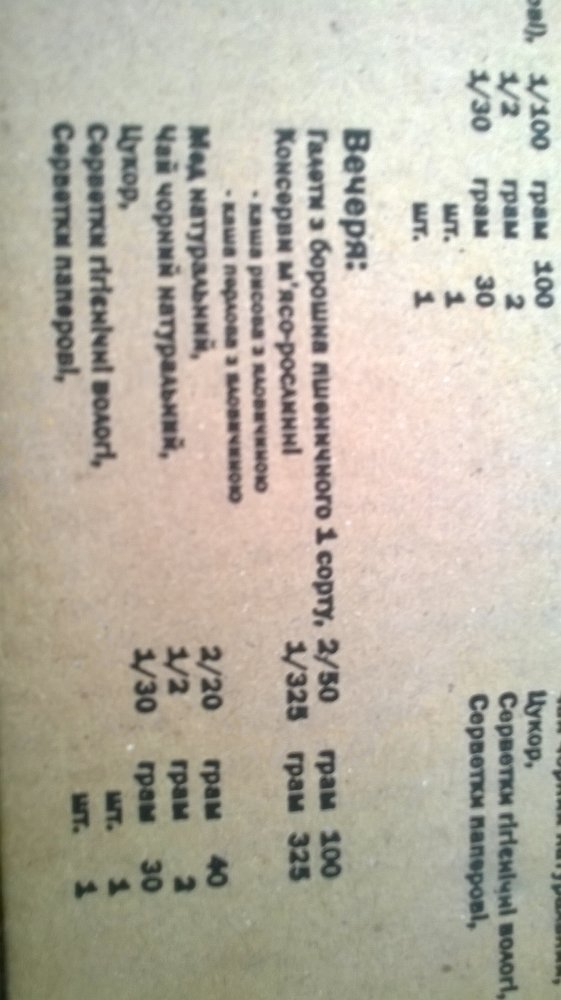 1/100 грам 100
1/2 грам 2
1/30 грам 30
шт. 1
шт. 1
Вечеря:
Галети з борошна пшеничного 1 сорту, 2/50 грам 100
Консерви м'ясо-рослинні 1/325 грам 325
- каша рисова з яловичиною
- каша перлова з яловичиною
Мед натуральний, 2/20 грам 40
Чай чорний натуральний, 1/2 грам 2
Цукор, 1/30 грам 30
Серветки гігієнічні вологі, шт. 1
Серветки паперові, шт. 1
Цукор,
Серветки гігієнічні вологі,
Серветки паперові,